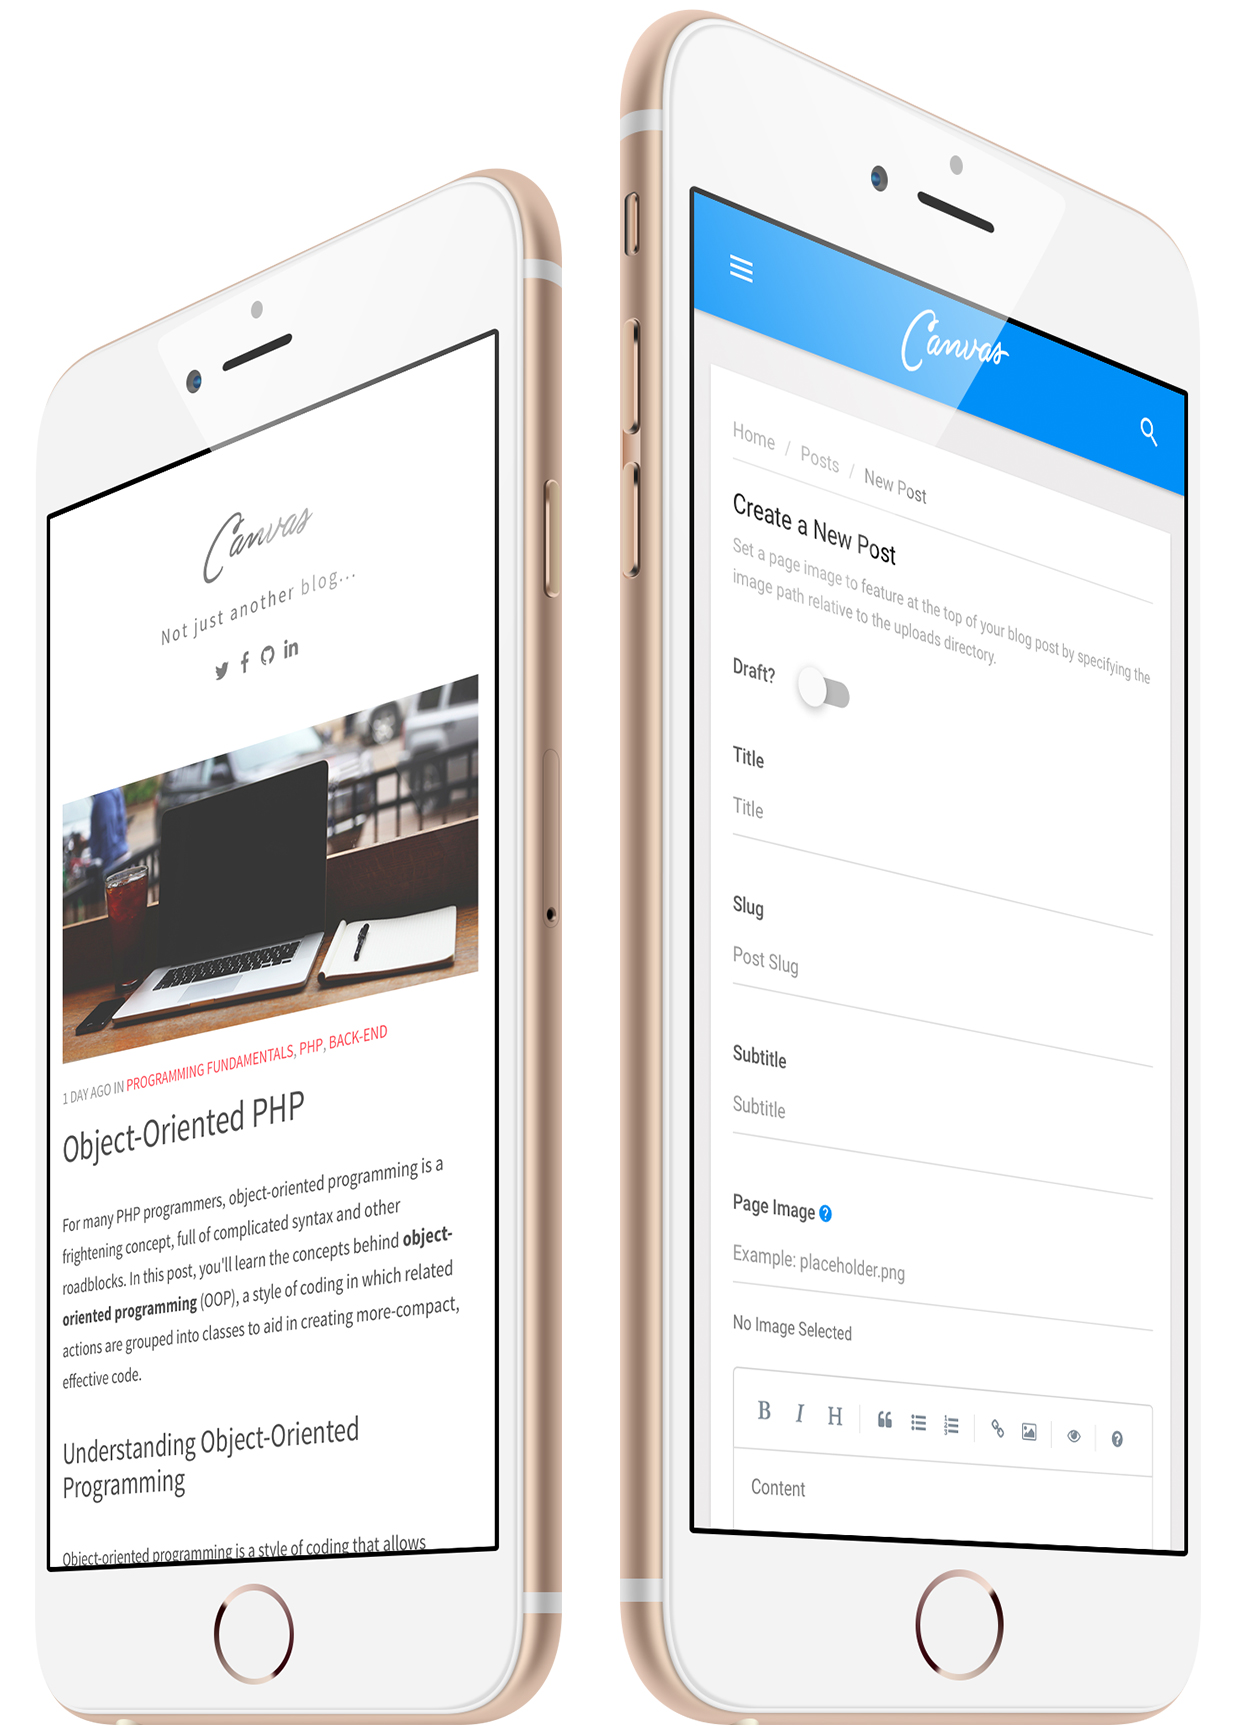 Canvas
Not just another blog...
1 DAY AGO IN PROGRAMMING FUNDAMENTALS, PHP, BACK-END
Object-Oriented PHP
For many PHP programmers, object-oriented programming is a
frightening concept, full of complicated syntax and other
roadblocks. In this post, you'll learn the concepts behind object-
oriented programming (OOP), a style of coding in which related
actions are grouped into classes to aid in creating more-compact,
effective code.
Understanding Object-Oriented
Programming
Object-oriented programming is a style of coding that allows
Canvas
Home / Posts / New Post
Create a New Post
Set a page image to feature at the top of your blog post by specifying the
image path relative to the uploads directory.
Draft?
Title
Title
Slug
Post Slug
Subtitle
Subtitle
Page Image ?
Example: placeholder.png
No Image Selected
B I H
Content